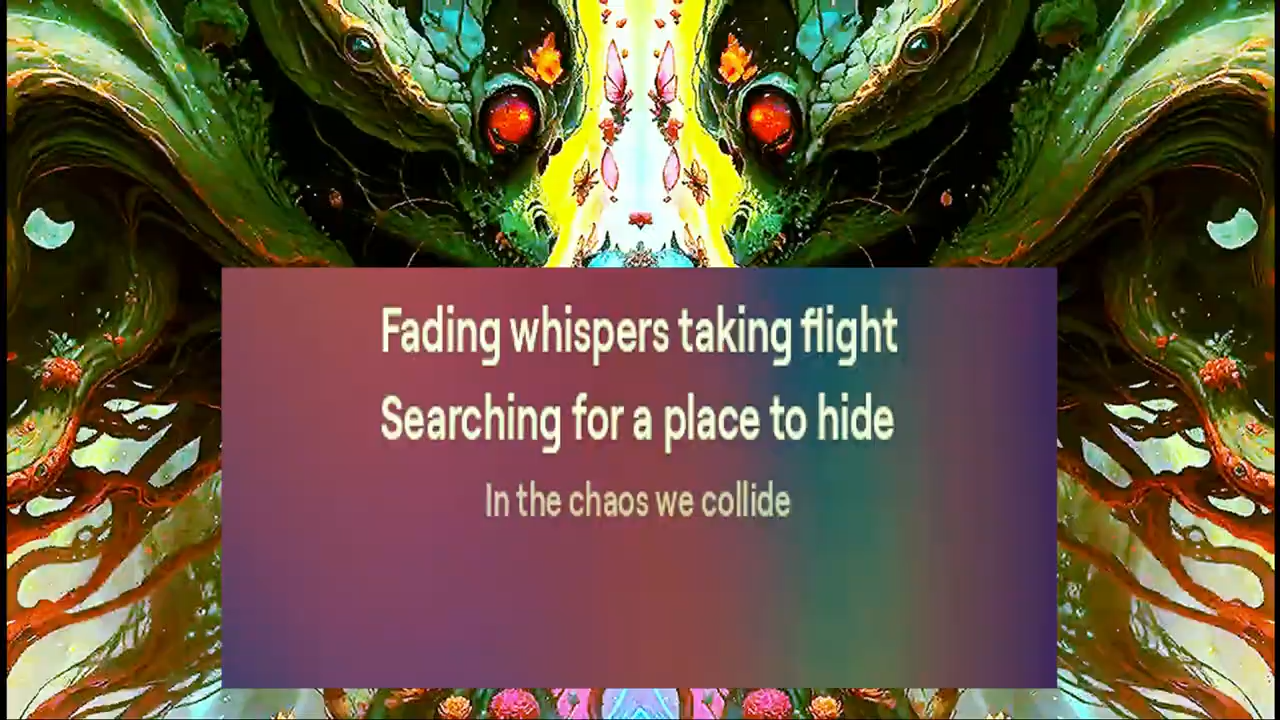 Fading whispers taking flight
Searching for a place to hide
In the chaos we collide